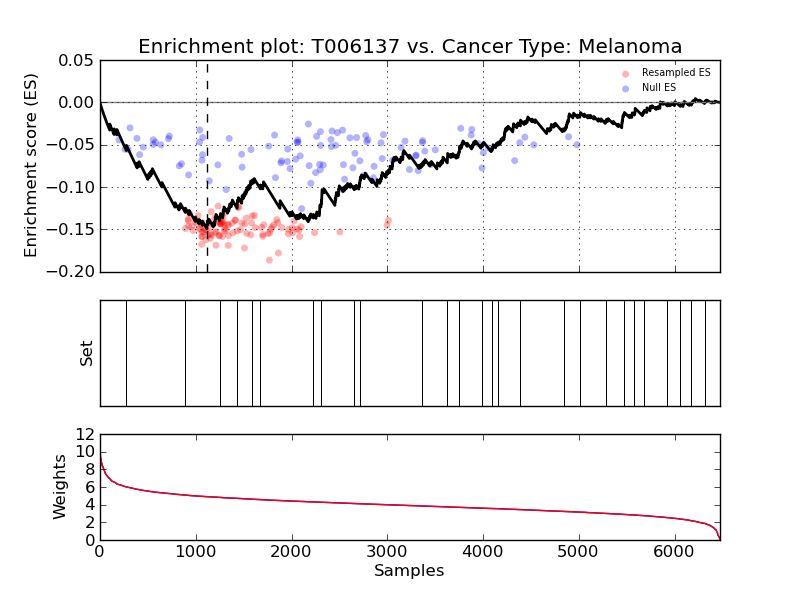 Enrichment plot: T006137 vs. Cancer Type: Melanoma
0.05
0.00
−0.05
−0.10
−0.15
−0.20
Enrichment score (ES)
Resampled ES
Null ES
Set
12
10
8
6
4
2
0
Weights
0 1000 2000 3000 4000 5000 6000
Samples